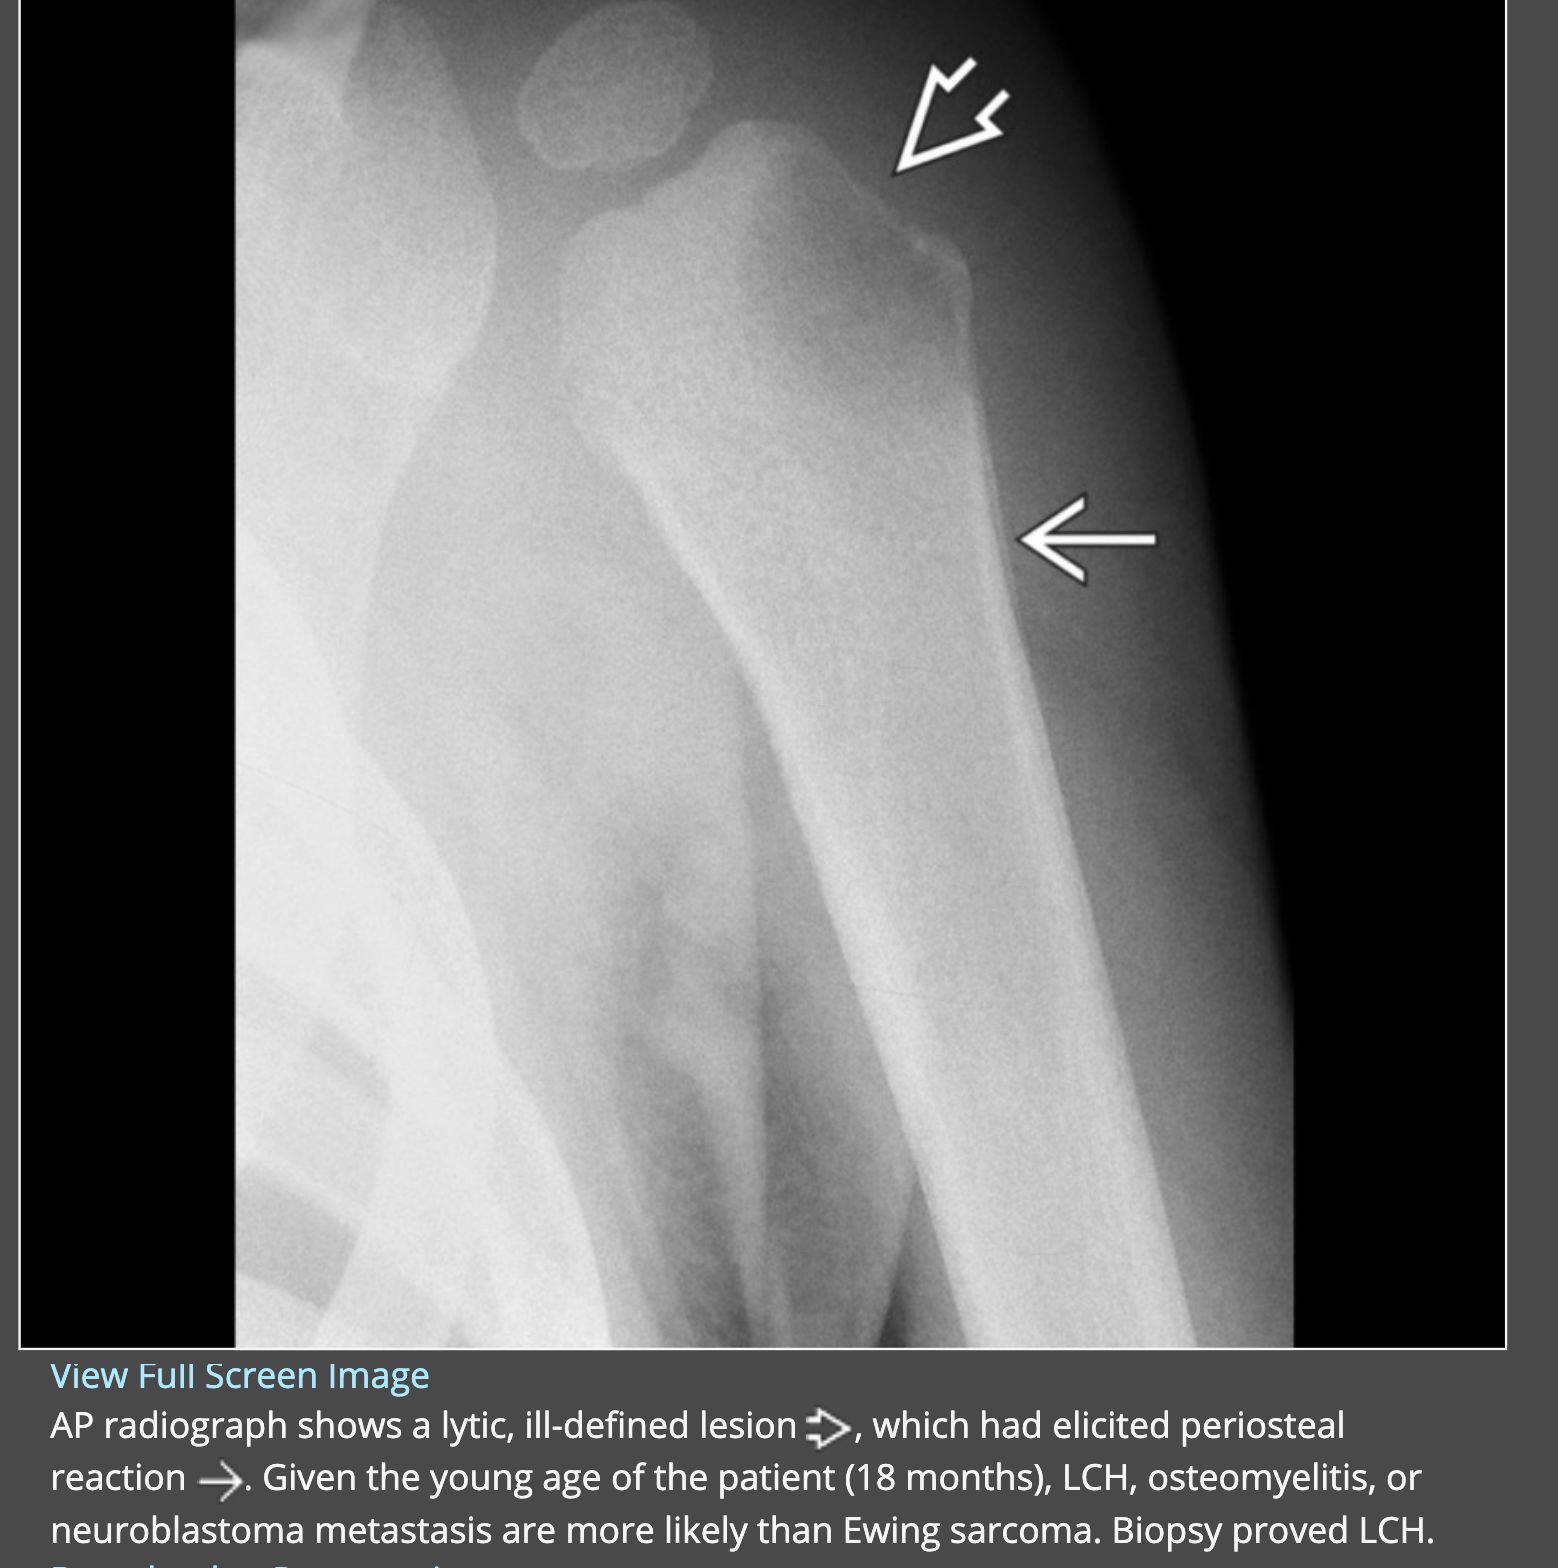 View Full Screen Image
AP radiograph shows a lytic, ill-defined lesion , which had elicited periosteal
reaction . Given the young age of the patient (18 months), LCH, osteomyelitis, or
neuroblastoma metastasis are more likely than Ewing sarcoma. Biopsy proved LCH.